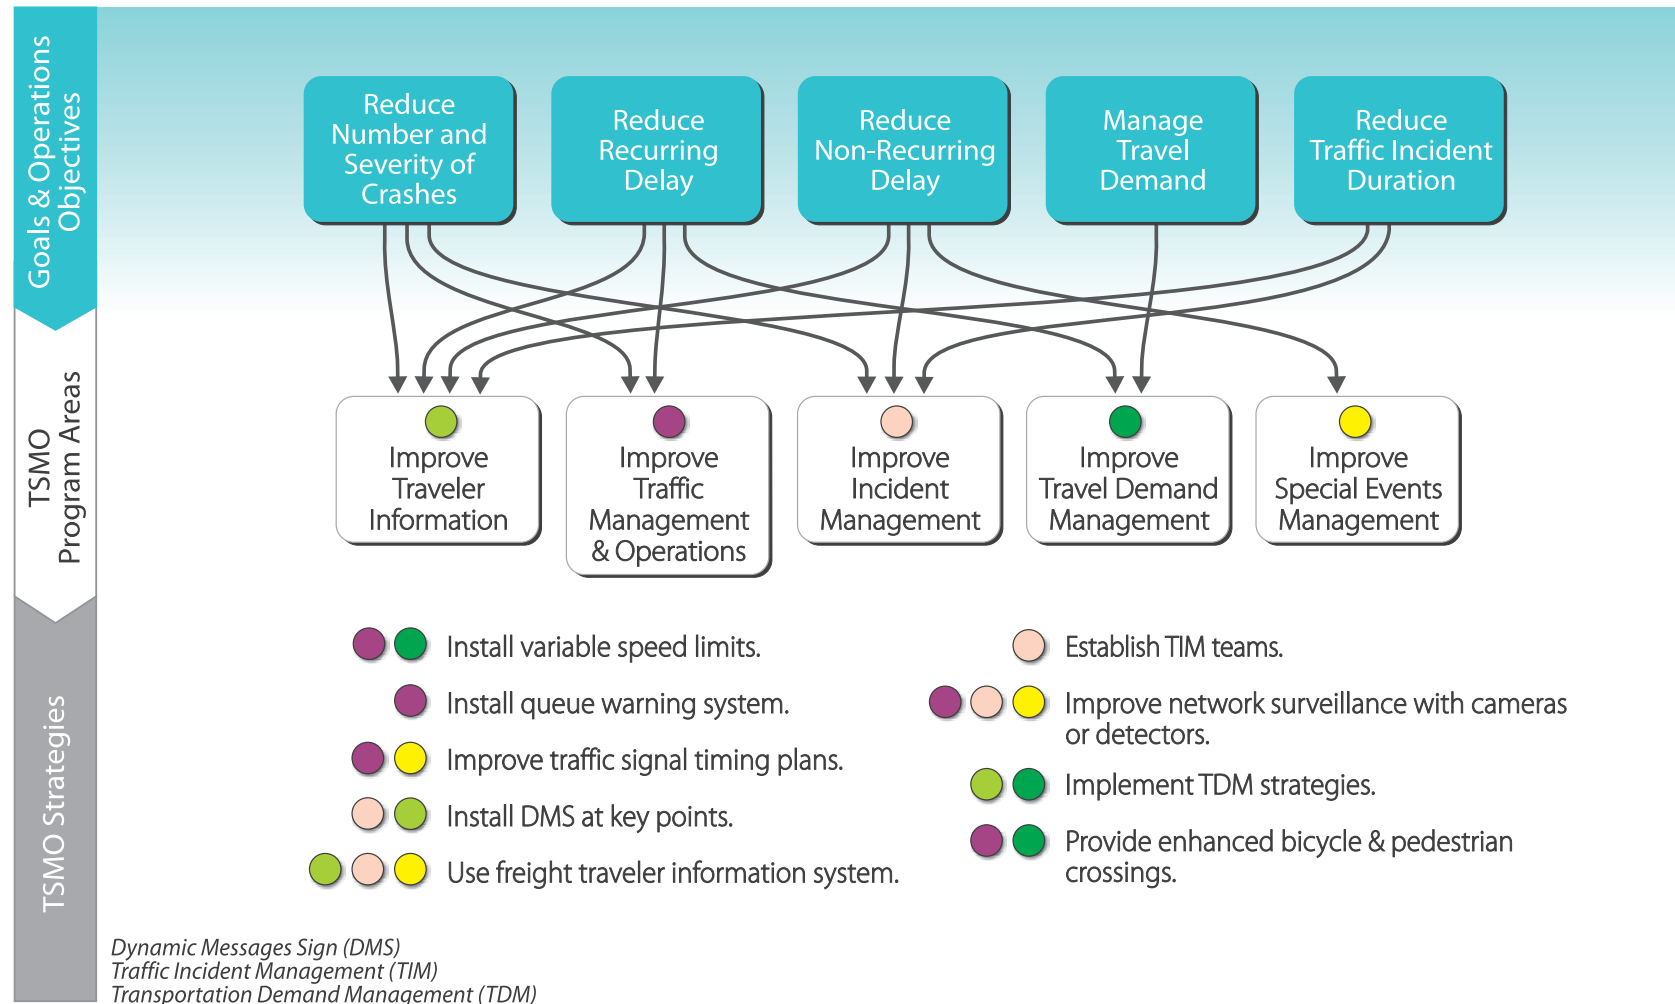 Goals & Operations
Objectives
Reduce
Number and
Severity of
Crashes
Reduce
Recurring
Delay
Reduce
Non-Recurring
Delay
Manage
Travel
Demand
Reduce
Traffic Incident
Duration
TSMO
Program Areas
Improve
Traveler
Information
Improve
Traffic
Management
& Operations
Improve
Incident
Management
Improve
Travel Demand
Management
Improve
Special Events
Management
TSMO Strategies
Install variable speed limits.
Install queue warning system.
Improve traffic signal timing plans.
Install DMS at key points.
Use freight traveler information system.
Establish TIM teams.
Improve network surveillance with cameras
or detectors.
Implement TDM strategies.
Provide enhanced bicycle & pedestrian
crossings.
Dynamic Messages Sign (DMS)
Traffic Incident Management (TIM)
Transportation Demand Management (TDM)